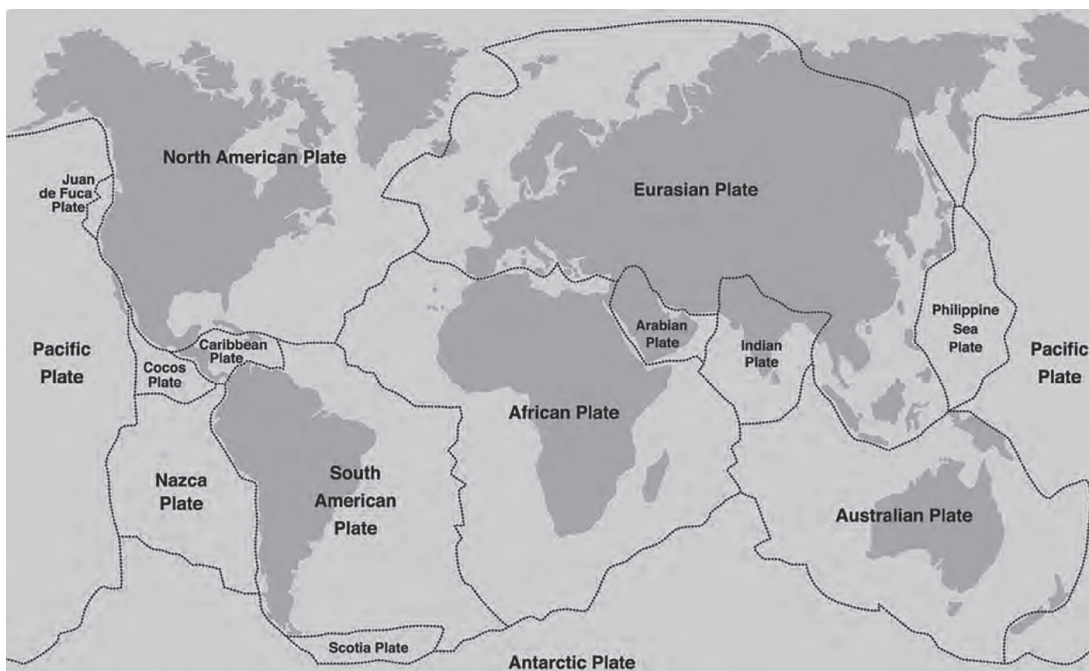 North American Plate
Juan
de Fuca
Plate
Eurasian Plate
Pacific
Plate
Caribbean
Plate
Cocos
Plate
Arabian
Plate
Indian
Plate
Philippine
Sea
Plate
Pacific
Plate
African Plate
Nazca
Plate
South
American
Plate
Australian Plate
Scotia Plate
Antarctic Plate